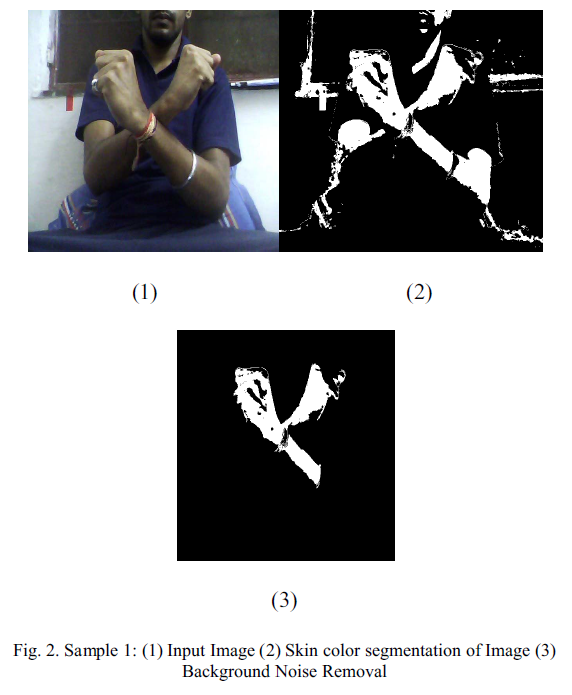 (1)
(2)
(3)
Fig. 2. Sample 1: (1) Input Image (2) Skin color segmentation of Image (3)
Background Noise Removal